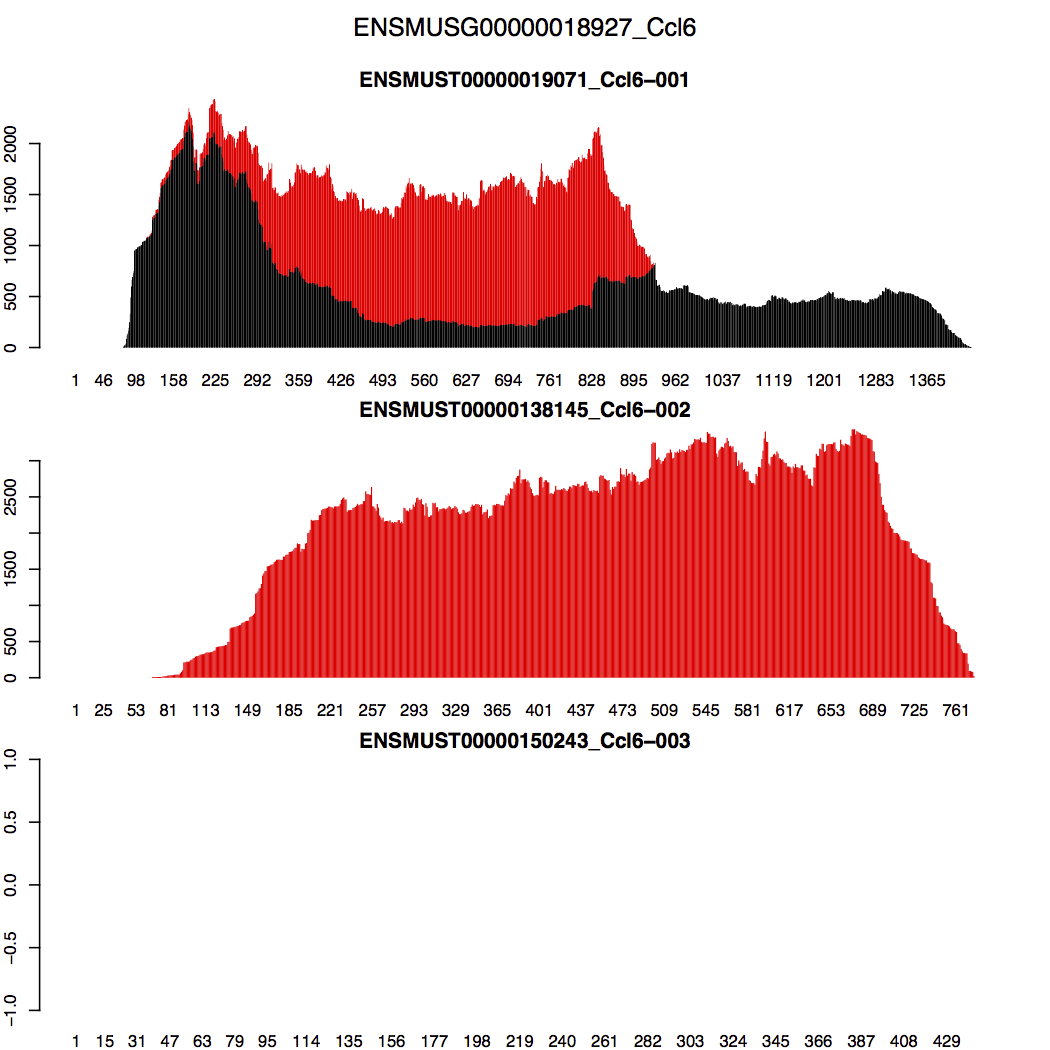 ENSMUSG00000018927_Ccl6
ENSMUST00000019071_Ccl6−001
0 500 1000 1500 2000
1 46 98 158 225 292 359 426 493 560 627 694 761 828 895 962 1037 1119 1201 1283 1365
ENSMUST00000138145_Ccl6−002
0 500 1500 2500
1 25 53 81 113 149 185 221 257 293 329 365 401 437 473 509 545 581 617 653 689 725 761
ENSMUST00000150243_Ccl6−003
−1.0 −0.5 0.0 0.5 1.0
1 15 31 47 63 79 95 114 135 156 177 198 219 240 261 282 303 324 345 366 387 408 429